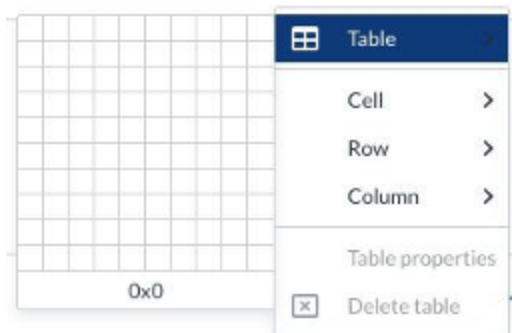 Table
Cell
Row
Column
Table properties
Delete table
0x0